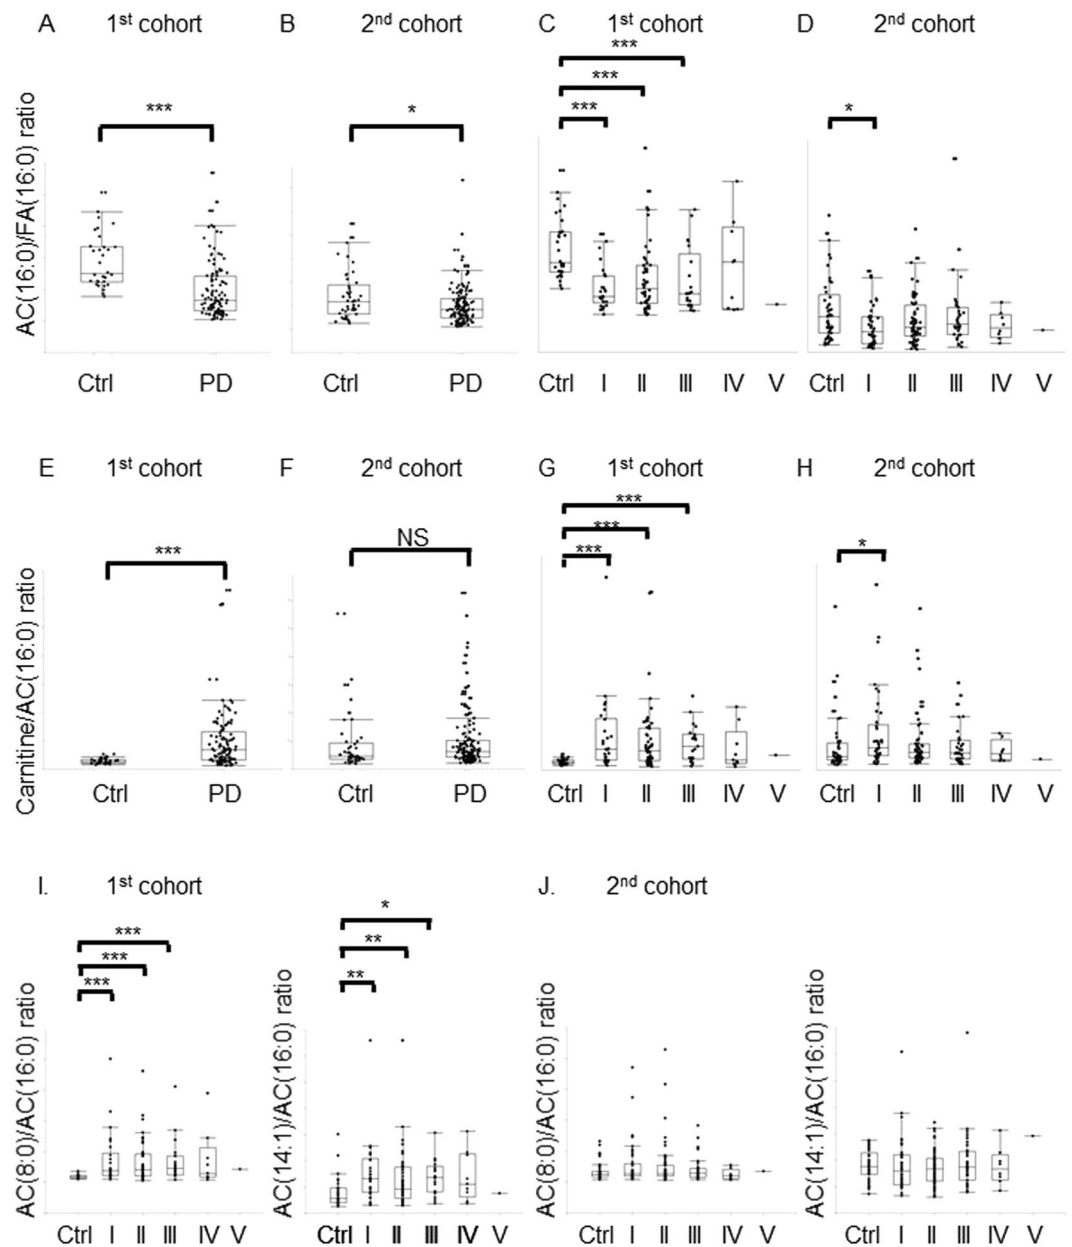 A 1st cohort B 2nd cohort C 1st cohort D 2nd cohort
***
***
*** * *** *
AC(16:0)/FA(16:0) ratio
Ctrl PD Ctrl PD Ctrl I II III IV V Ctrl I II III IV V
E 1st cohort F 2nd cohort G 1st cohort H 2nd cohort
***
*** NS *** *
***
Carnitine/AC(16:0) ratio
Ctrl PD Ctrl PD Ctrl I II III IV V Ctrl I II III IV V
I. 1st cohort J. 2nd cohort
*
*** **
***
*** **
AC(8:0)/AC(16:0) ratio AC(14:1)/AC(16:0) ratio AC(8:0)/AC(16:0) ratio AC(14:1)/AC(16:0) ratio
Ctrl I II III IV V Ctrl I II III IV V Ctrl I II III IV V Ctrl I II III IV V